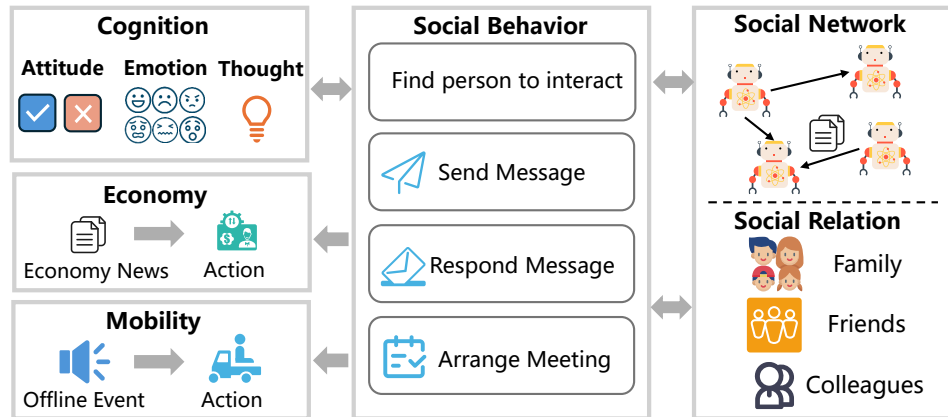 Cognition
Attitude
Emotion
Thought
Economy
Economy News
Action
Mobility
Offline Event
Action
Social Behavior
Find person to interact
Send Message
Respond Message
Arrange Meeting
Social Network
Social Relation
Family
Friends
Colleagues